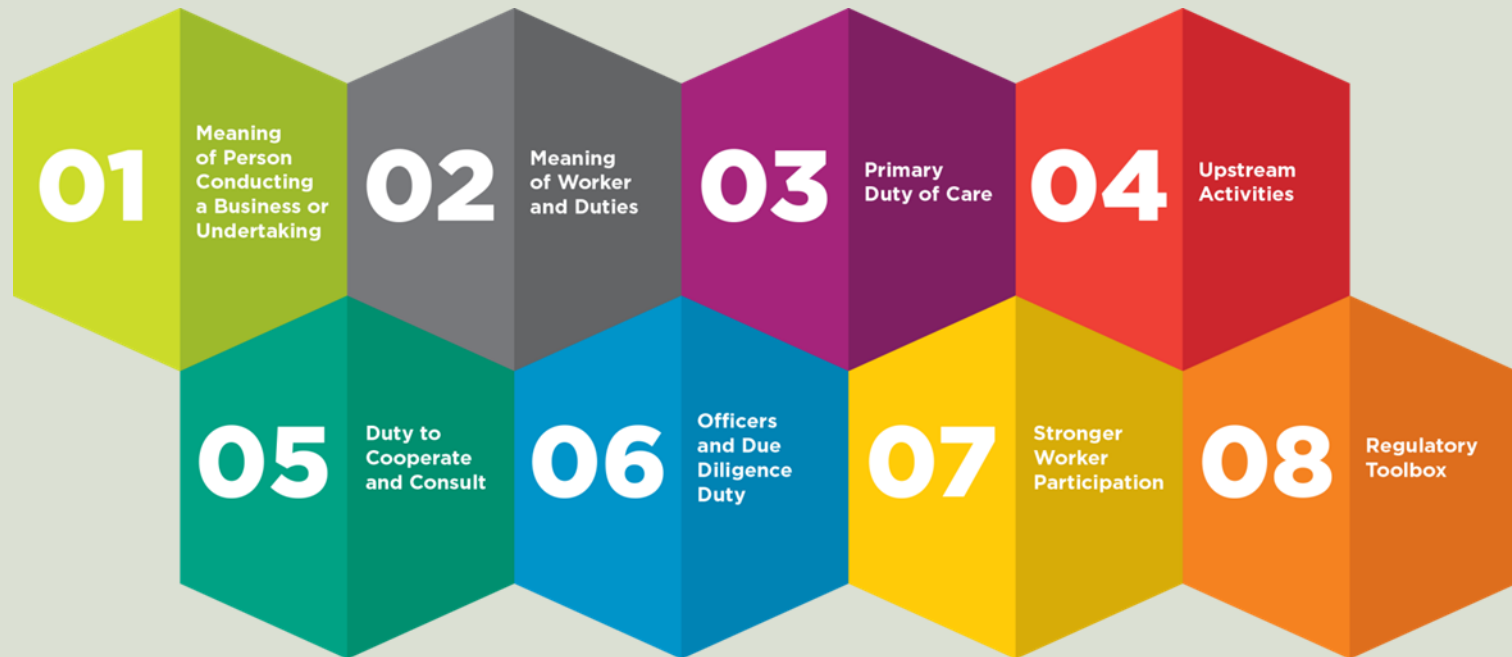 01
Meaning
of Person
Conducting
a Business or
Undertaking
02
Meaning
of Worker
and Duties
03
Primary
Duty of Care
04
Upstream
Activities
05
Duty to
Cooperate
and Consult
06
Officers
and Due
Diligence
Duty
07
Stronger
Worker
Participation
08
Regulatory
Toolbox